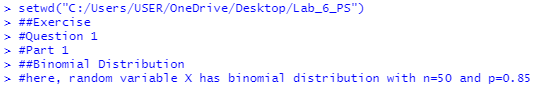 > setwd("C:/Users/USER/OneDrive/Desktop/Lab_6_PS")
> ##Exercise
> #Question 1
> #Part 1
> ##Binomial Distribution
> #here, random variable X has binomial distribution with n=50 and p=0.85